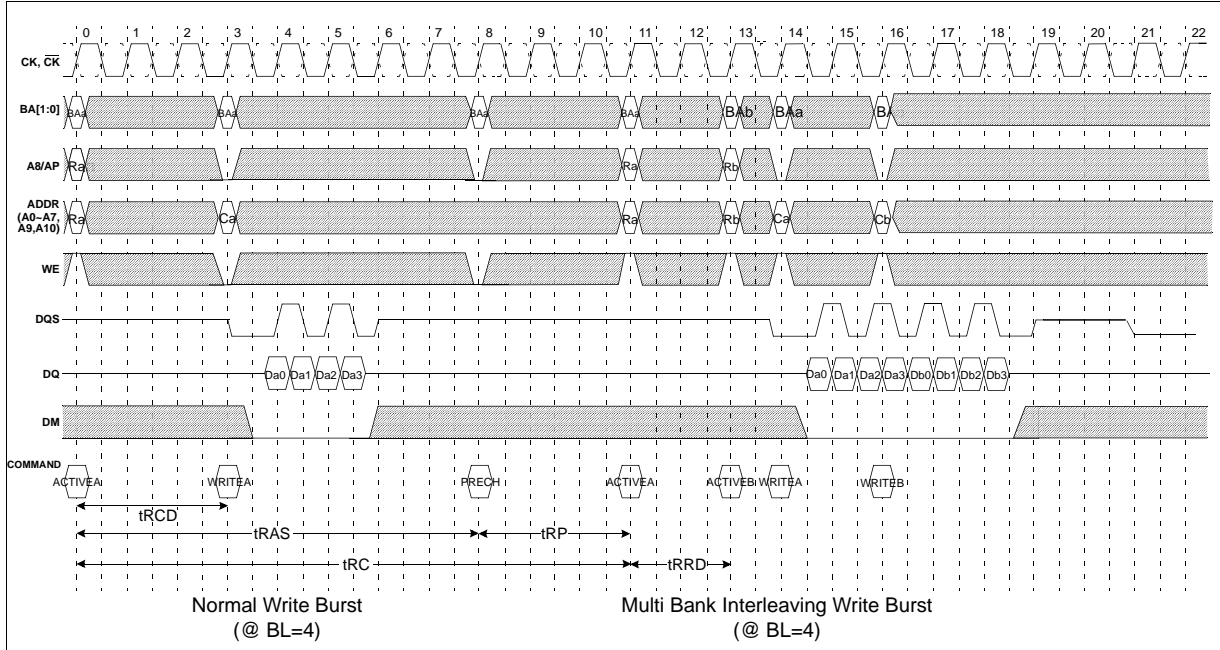 0 1 2 3 4 5 6 7 8 9 10 11 12 13 14 15 16 17 18 19 20 21 22
CK, CK
BA[1:0] BAa BAa BAa BAa BAb BAa BA
A8/AP Ra Ra Rb
ADDR
(A0~A7,
A9,A10)
Ra Ca Ra Rb Ca Cb
WE
DQS
DQ Da0 Da1 Da2 Da3 Da0 Da1 Da2 Da3 Db0 Db1 Db2 Db3
DM
COMMAND
ACTIVEA WRITEA PRECH ACTIVEA ACTIVEB WRITEA WRITEB
tRCD
tRAS tRP
tRC tRRD
Normal Write Burst Multi Bank Interleaving Write Burst
(@ BL=4) (@ BL=4)